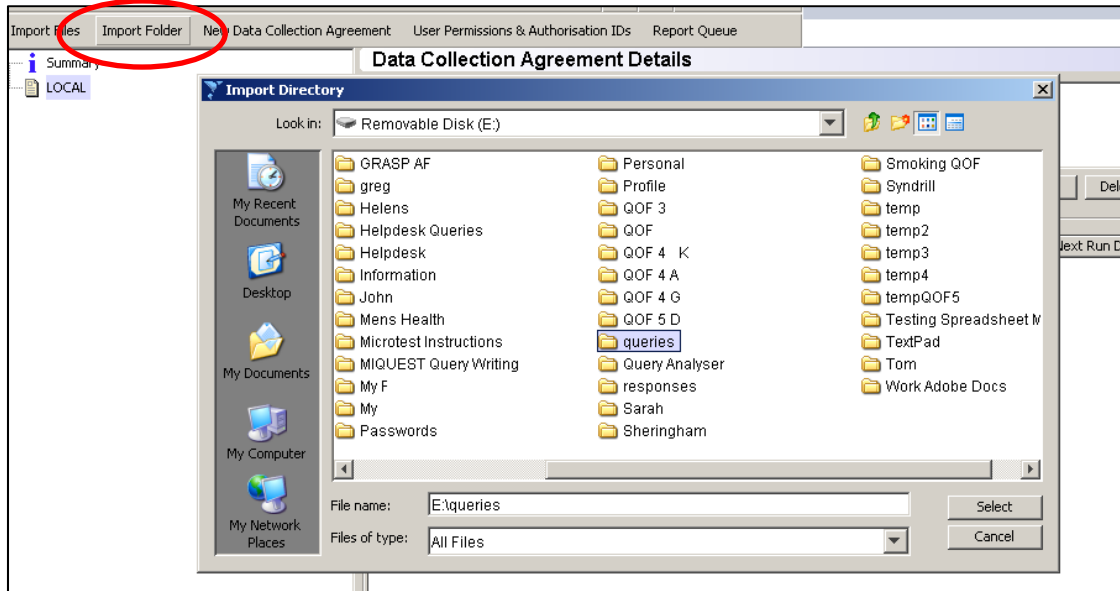 Import Files Import Folder New Data Collection Agreement User Permissions & Authorisation IDs Report Queue
Summary
Data Collection Agreement Details
LOCAL
Import Directory
Look in: Removable Disk (E:)
My Recent Documents
Desktop
My Documents
My Computer
My Network Places
GRASP AF
greg
Helens
Helpdesk Queries
Helpdesk
Information
John
Mens Health
Microtest Instructions
MIQUEST Query Writing
My F
My
Passwords
Personal
Profile
QOF 3
QOF
QOF 4 K
QOF 4 A
QOF 4 G
QOF 5 D
queries
Query Analyser
responses
Sarah
Sheringham
Smoking QOF
Syndrill
temp
temp2
temp3
temp4
tempQOF5
Testing Spreadsheet M
TextPad
Tom
Work Adobe Docs
File name: E:\queries
Select
Files of type: All Files
Cancel
Del
Next Run D